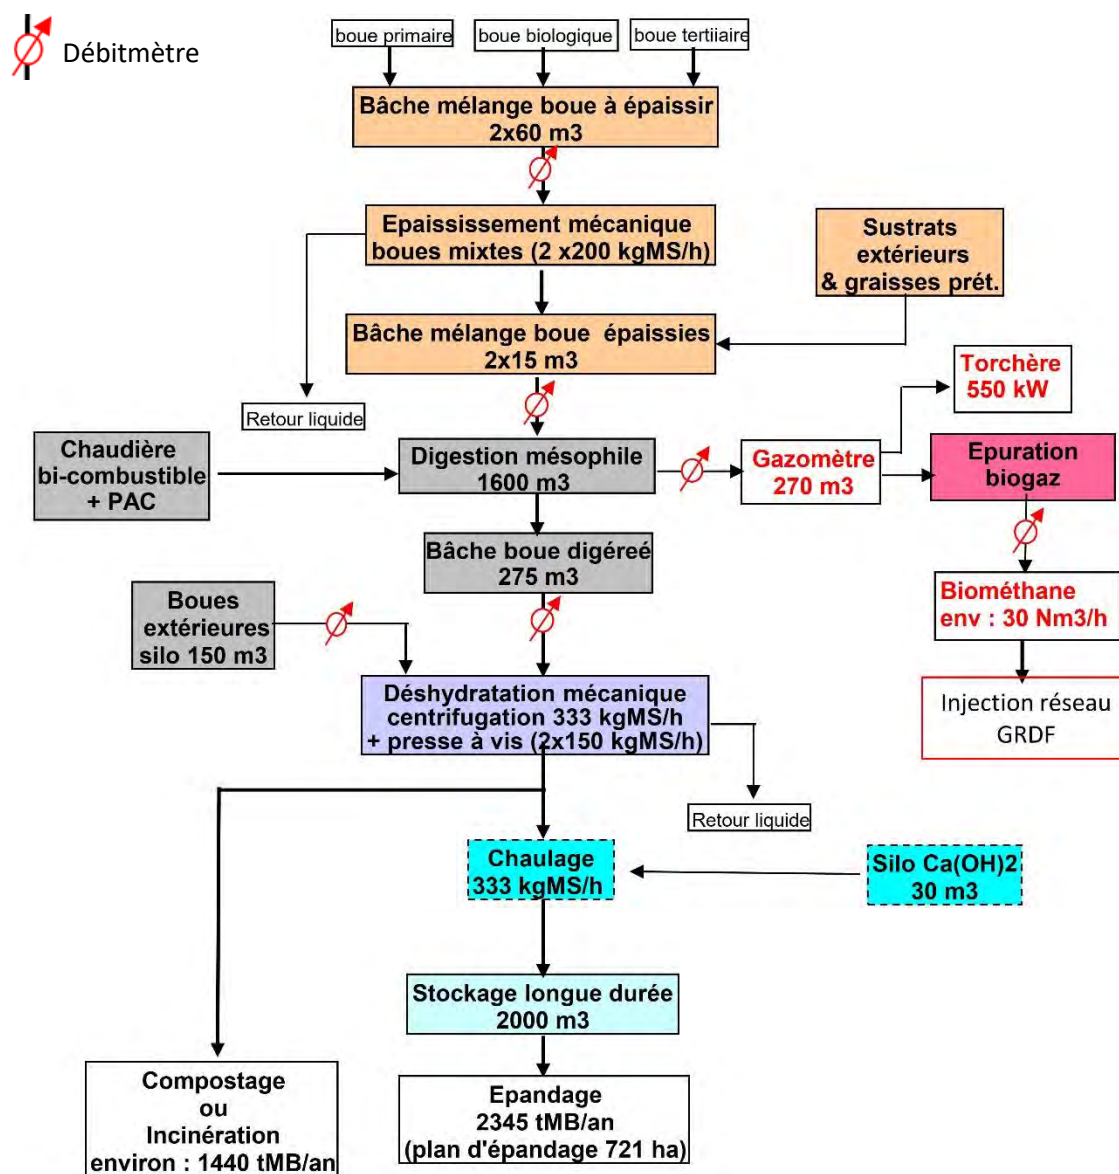 Débitmètre
boue primaire
boue biologique
boue tertiiaire
Bâche mélange boue à épaissir
2x60 m3
Epaississement mécanique
boues mixtes (2 x200 kgMS/h)
Sustrats
extérieurs
& graisses prét.
Bâche mélange boue épaissies
2x15 m3
Torchère
550 kW
Retour liquide
Chaudière
bi-combustible
+ PAC
Digestion mésophile
1600 m3
Gazomètre
270 m3
Epuration
biogaz
Bâche boue digéreé
275 m3
Boues
extérieures
silo 150 m3
Biométhane
env : 30 Nm3/h
Déshydratation mécanique
centrifugation 333 kgMS/h
+ presse à vis (2x150 kgMS/h)
Injection réseau
GRDF
Retour liquide
Chaulage
333 kgMS/h
Silo Ca(OH)2
30 m3
Stockage longue durée
2000 m3
Compostage
ou
Incinération
environ : 1440 tMB/an
Epandage
2345 tMB/an
(plan d'épandage 721 ha)